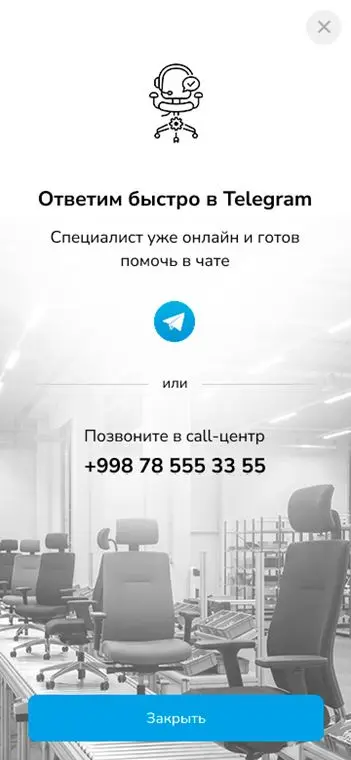 Ответим быстро в Telegram
Специалист уже онлайн и готов
помочь в чате
или
Позвоните в call-центр
+998 78 555 33 55
Закрыть